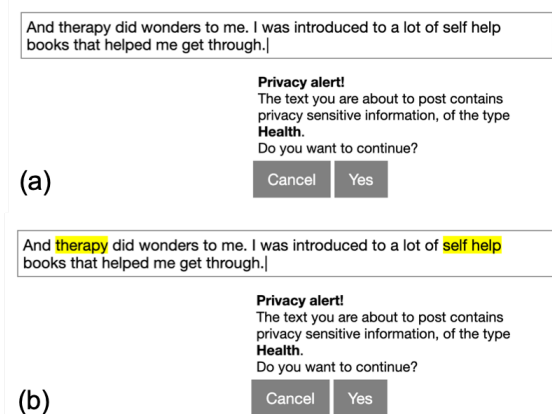 And therapy did wonders to me. I was introduced to a lot of self help
books that helped me get through.
Privacy alert!
The text you are about to post contains
privacy sensitive information, of the type
Health.
Do you want to continue?
Cancel Yes
(a)
And therapy did wonders to me. I was introduced to a lot of self help
books that helped me get through.
Privacy alert!
The text you are about to post contains
privacy sensitive information, of the type
Health.
Do you want to continue?
Cancel Yes
(b)